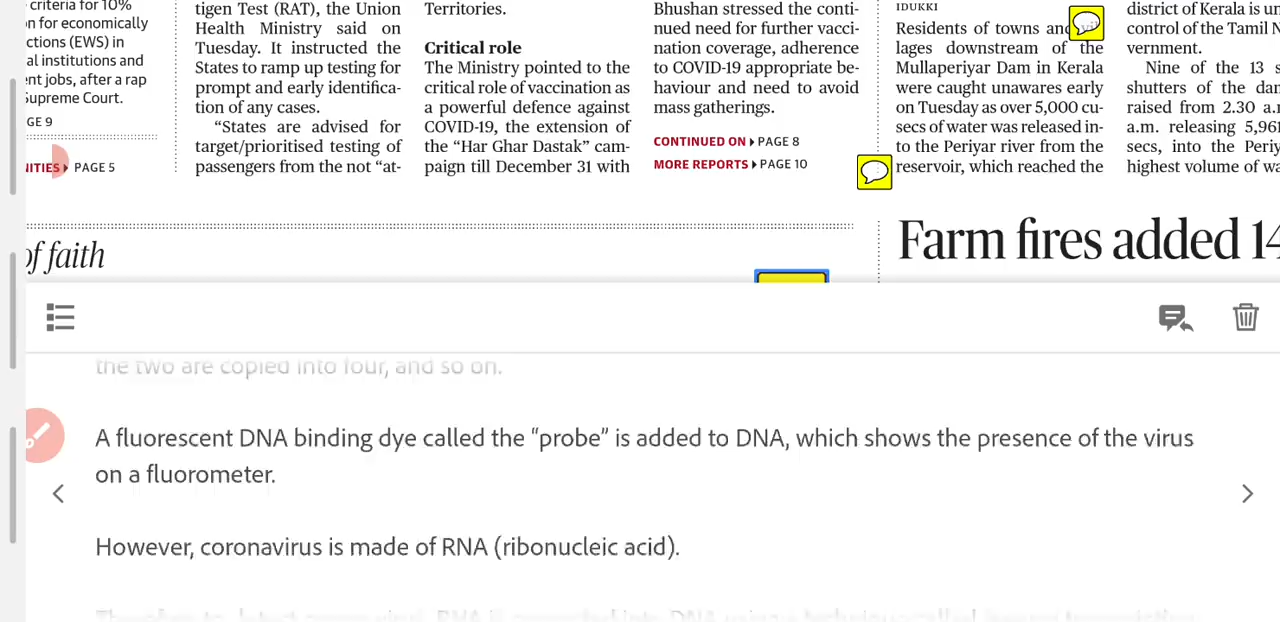 criteria for 10%
on for economically
ctions (EWS) in
al institutions and
ent jobs, after a rap
Supreme Court.
GE 9
NITIES PAGE 5
tigen Test (RAT), the Union
Health Ministry said on
Tuesday. It instructed the
States to ramp up testing for
prompt and early identifica-
tion of any cases.
“States are advised for
target/prioritised testing of
passengers from the not “at-
Territories.
Critical role
The Ministry pointed to the
critical role of vaccination as
a powerful defence against
COVID-19, the extension of
the “Har Ghar Dastak” cam-
paign till December 31 with
Bhushan stressed the conti-
nued need for further vacci-
nation coverage, adherence
to COVID-19 appropriate be-
haviour and need to avoid
mass gatherings.
CONTINUED ON PAGE 8
MORE REPORTS PAGE 10
IDUKKI
Residents of towns and vil-
lages downstream of the
Mullaperiyar Dam in Kerala
were caught unawares early
on Tuesday as over 5,000 cu-
secs of water was released in-
to the Periyar river from the
reservoir, which reached the
district of Kerala is un
control of the Tamil N
vernment.
Nine of the 13 s
shutters of the dam
raised from 2.30 a.
a.m. releasing 5,961
secs, into the Periy
highest volume of wa
of faith
Farm fires added 14
the two are copied into four, and so on.
A fluorescent DNA binding dye called the “probe” is added to DNA, which shows the presence of the virus
on a fluorometer.
However, coronavirus is made of RNA (ribonucleic acid).